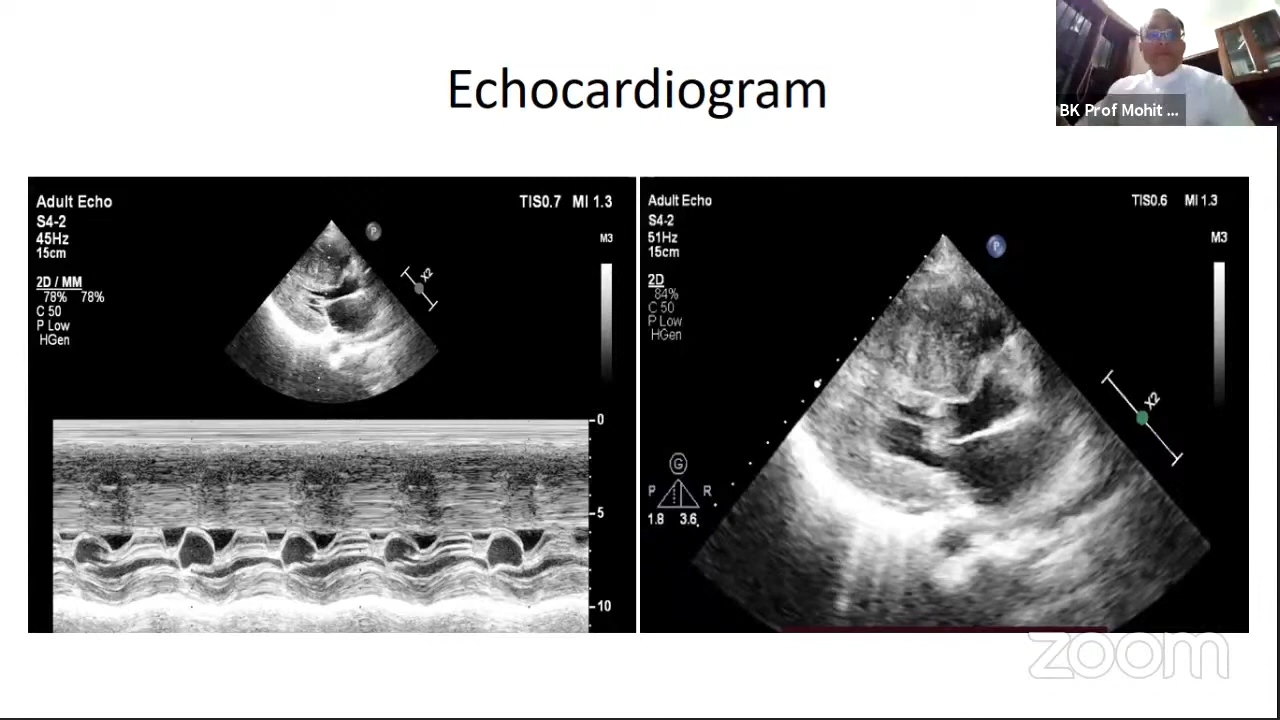 Echocardiogram
BK Prof Mohit ...
Adult Echo
TIS0.7 MI 1.3
S4-2
45Hz
15cm
M3
2D / MM
78% 78%
C 50
P Low
HGen
P
X2
0
5
10
Adult Echo
TIS0.6 MI 1.3
S4-2
51Hz
15cm
M3
2D
84%
C 50
P Low
HGen
P
X2
G
P R
1.8 3.6
zoom